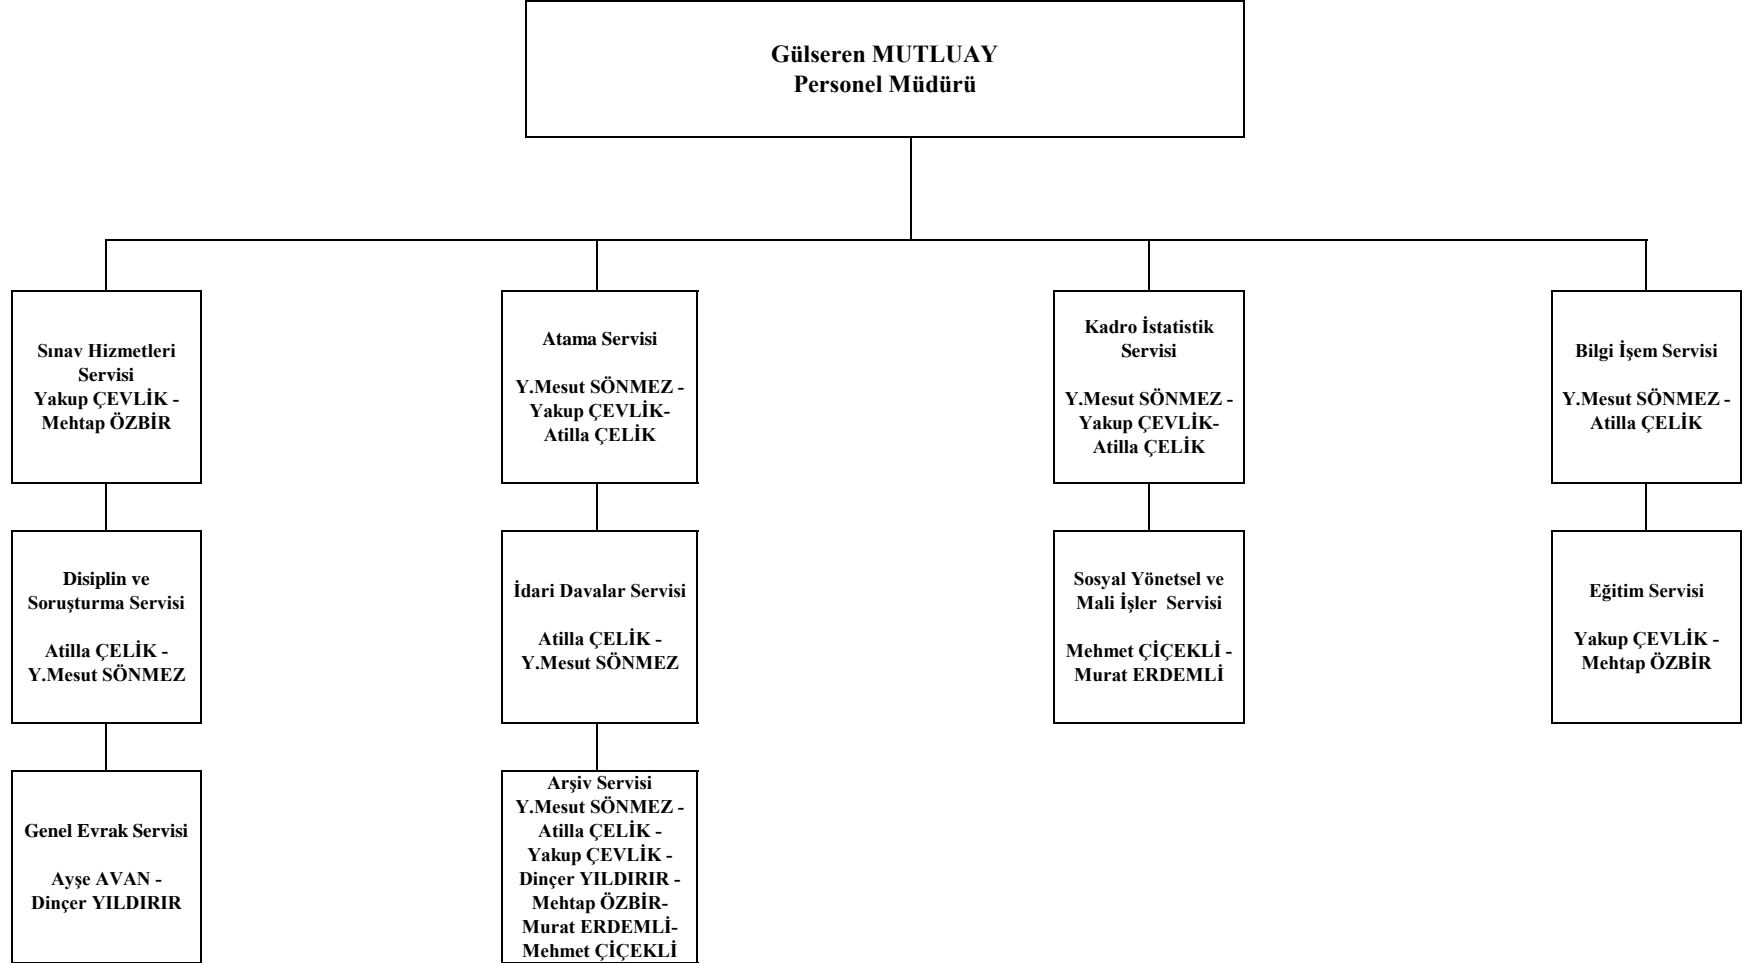 Gülseren MUTLUAY
Personel Müdürü
Sınav Hizmetleri
Servisi
Yakup ÇEVLİK -
Mehtap ÖZBİR
Atama Servisi
Y.Mesut SÖNMEZ -
Yakup ÇEVLİK-
Atilla ÇELİK
Kadro İstatistik
Servisi
Y.Mesut SÖNMEZ -
Yakup ÇEVLİK-
Atilla ÇELİK
Bilgi İşem Servisi
Y.Mesut SÖNMEZ -
Atilla ÇELİK
Disiplin ve
Soruşturma Servisi
Atilla ÇELİK -
Y.Mesut SÖNMEZ
İdari Davalar Servisi
Atilla ÇELİK -
Y.Mesut SÖNMEZ
Sosyal Yönetsel ve
Mali İşler  Servisi
Mehmet ÇİÇEKLİ -
Murat ERDEMLİ
Eğitim Servisi
Yakup ÇEVLİK -
Mehtap ÖZBİR
Genel Evrak Servisi
Ayşe AVAN -
Dinçer YILDIRIR
Arşiv Servisi
Y.Mesut SÖNMEZ -
Atilla ÇELİK -
Yakup ÇEVLİK -
Dinçer YILDIRIR -
Mehtap ÖZBİR-
Murat ERDEMLİ-
Mehmet ÇİÇEKLİ